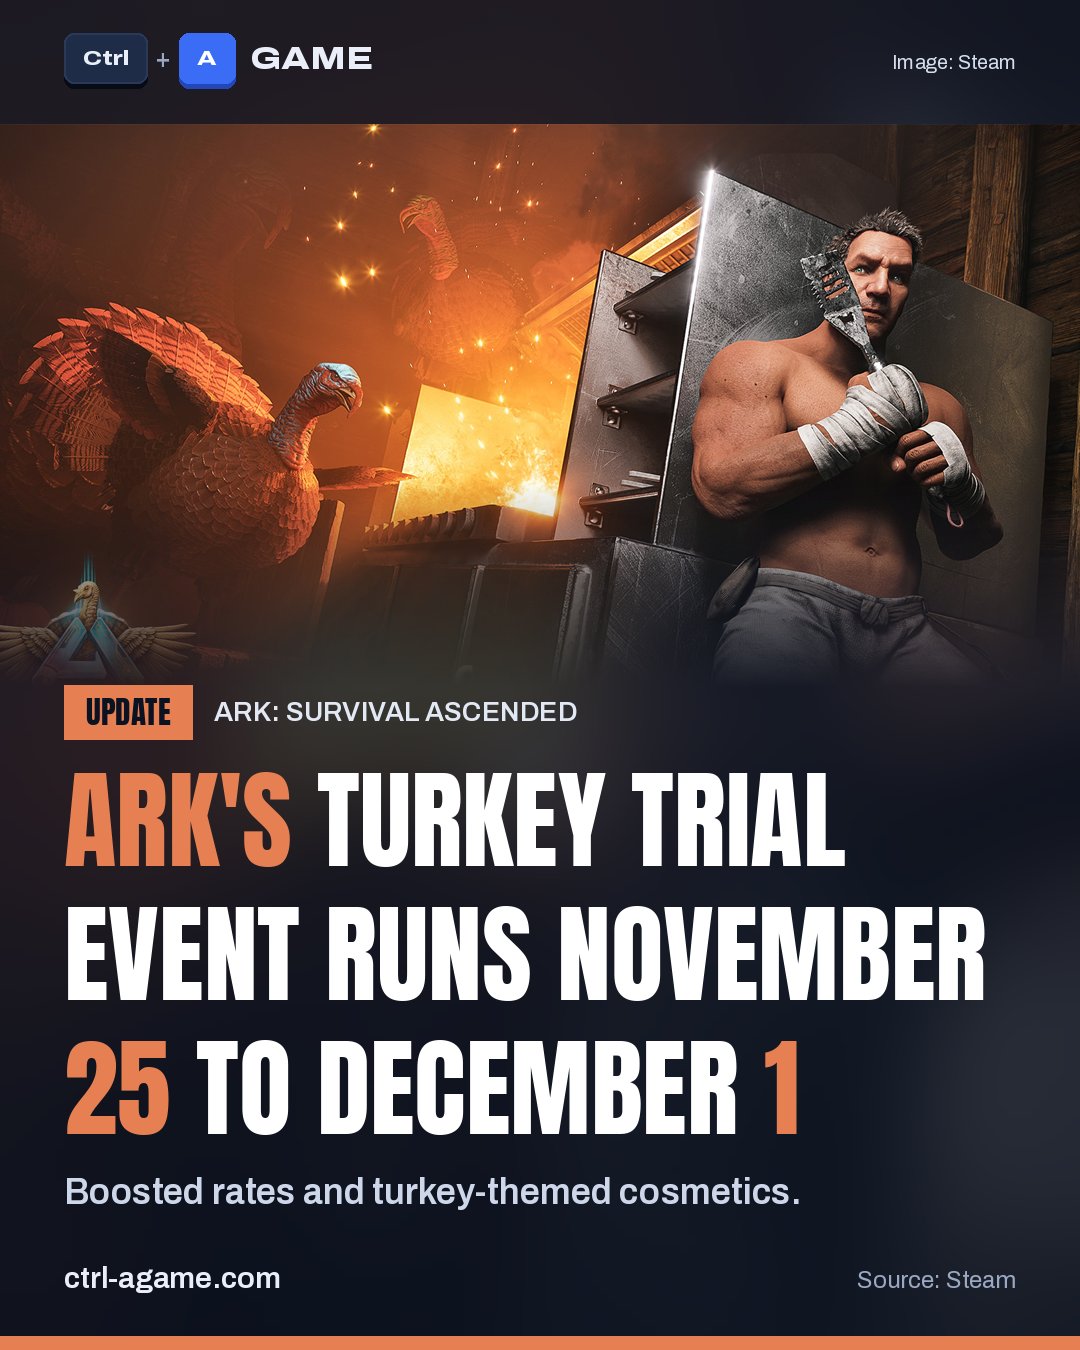 Ctrl + A GAME
Image: Steam
UPDATE ARK: SURVIVAL ASCENDED
ARK'S TURKEY TRIAL
EVENT RUNS NOVEMBER
25 TO DECEMBER 1
Boosted rates and turkey-themed cosmetics.
ctrl-agame.com
Source: Steam